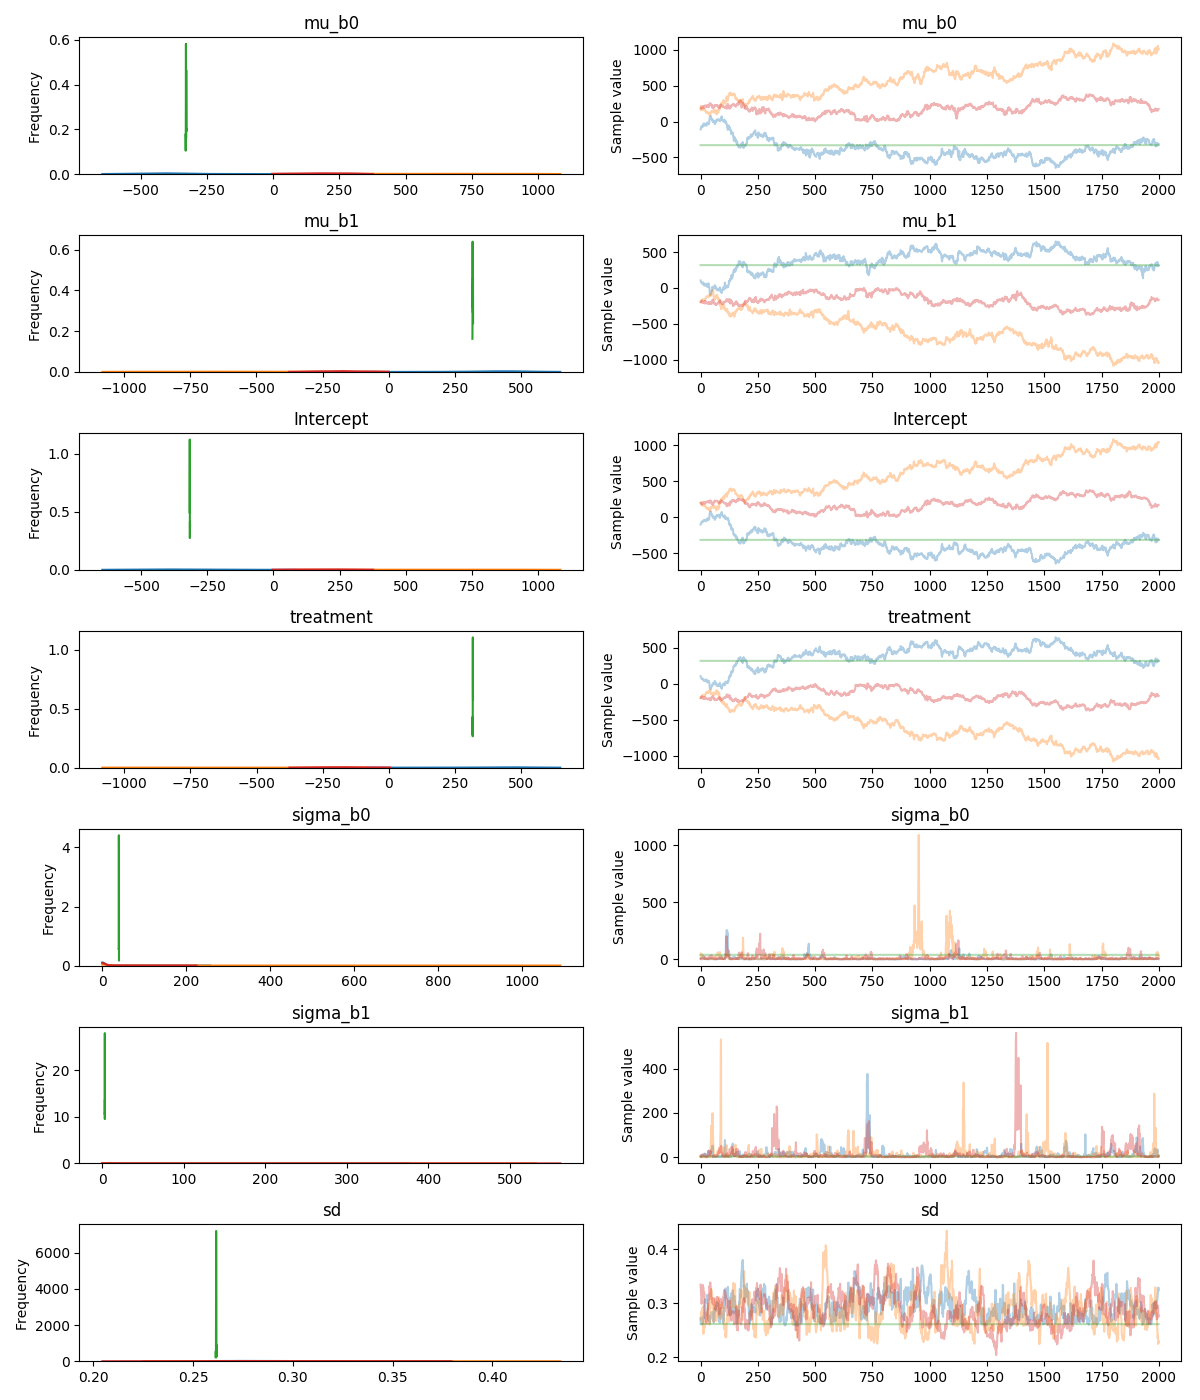 mu_b0
Frequency
0.0 0.2 0.4 0.6
−500 −250 0 250 500 750 1000
mu_b0
Sample value
−500 0 500 1000
0 250 500 750 1000 1250 1500 1750 2000
mu_b1
Frequency
0.0 0.2 0.4 0.6
−1000 −750 −500 −250 0 250 500
mu_b1
Sample value
−1000 −500 0 500
0 250 500 750 1000 1250 1500 1750 2000
Intercept
Frequency
0.0 0.5 1.0
−500 −250 0 250 500 750 1000
Intercept
Sample value
−500 0 500 1000
0 250 500 750 1000 1250 1500 1750 2000
treatment
Frequency
0.0 0.5 1.0
−1000 −750 −500 −250 0 250 500
treatment
Sample value
−1000 −500 0 500
0 250 500 750 1000 1250 1500 1750 2000
sigma_b0
Frequency
0 2 4
0 200 400 600 800 1000
sigma_b0
Sample value
0 500 1000
0 250 500 750 1000 1250 1500 1750 2000
sigma_b1
Frequency
0 10 20
0 100 200 300 400 500
sigma_b1
Sample value
0 200 400
0 250 500 750 1000 1250 1500 1750 2000
sd
Frequency
0 2000 4000 6000
0.20 0.25 0.30 0.35 0.40
sd
Sample value
0.2 0.3 0.4
0 250 500 750 1000 1250 1500 1750 2000